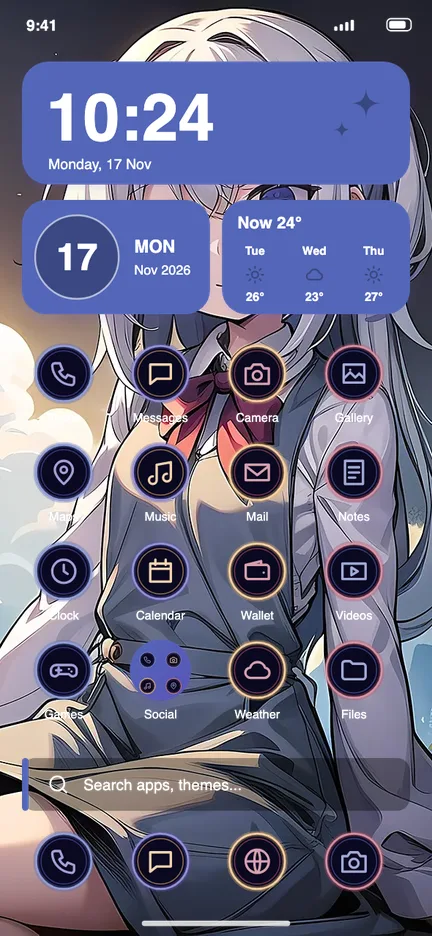 9:41
10:24
Monday, 17 Nov
17
MON
Nov 2026
Now 24°
Tue Wed Thu
26° 23° 27°
Messages Camera Gallery
Maps Music Mail Notes
Clock Calendar Wallet Videos
Games Social Weather Files
Search apps, themes...